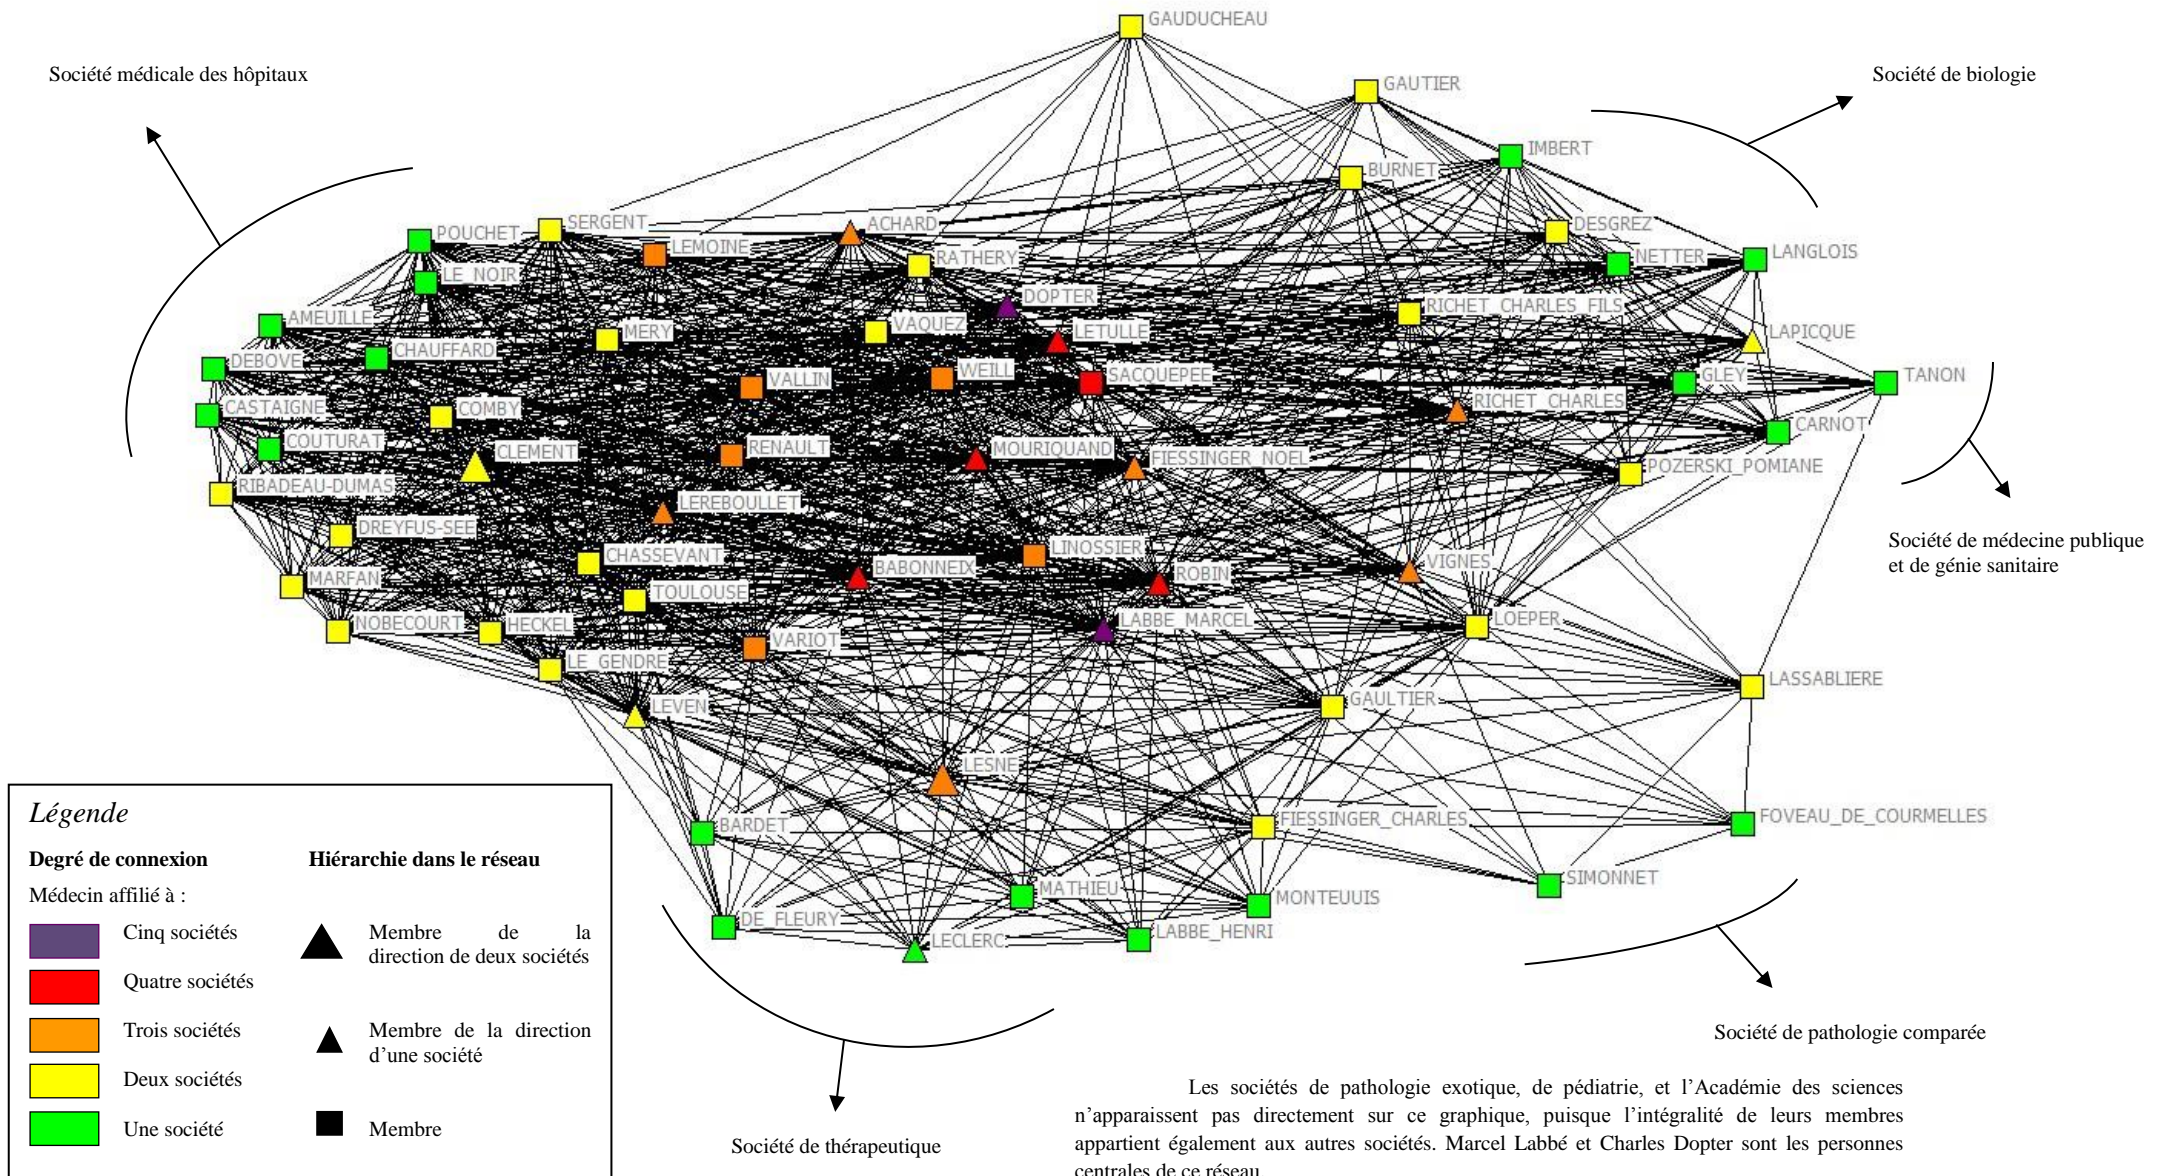 GAUDUCHEAU
Société médicale des hôpitaux
Société de biologie
GAUTIER
IMBERT
BURNET
POUCHET
SERGENT
LEMOINE
ACHARD
RATHERY
DESGREZ
NETTER
LANGLOIS
LE_NOIR
DOPTER
RICHET_CHARLES_FILS
AMEUILLE
MERY
VAQUEZ
LETULLE
LAPICQUE
DEBOVE
CHAUFFARD
VALLIN
WEILL
SACQUEPEE
GLEY
TANON
CASTAIGNE
COMBY
RICHET_CHARLES
CARNOT
COUTURAT
CLEMENT
RENAULT
MOURIQUAND
FIESSINGER_NOEL
POZERSKI_POMIANE
RIBADEAU-DUMAS
LEREBOULLET
DREYFUS-SEE
CHASSEVANT
LINOSSIER
Société de médecine publique
et de génie sanitaire
MARFAN
TOULOUSE
BABONNEIX
ROBIN
VIGNES
NOBECOURT
HECKEL
VARIOT
LABBE_MARCEL
LOEPER
LE_GENDRE
LASSABLIERE
LEVEN
GAULTIER
LESNE
BARDET
FIESSINGER_CHARLES
FOVEAU_DE_COURMELLES
MATHIEU
MONTEUUIS
SIMONNET
DE_FLEURY
LECLERC
LABBE_HENRI
Légende
Degré de connexion
Hiérarchie dans le réseau
Médecin affilié à :
Cinq sociétés
Quatre sociétés
Trois sociétés
Deux sociétés
Une société
Membre de la
direction de deux sociétés
Membre de la direction
d’une société
Membre
Société de thérapeutique
Société de pathologie comparée
Les sociétés de pathologie exotique, de pédiatrie, et l’Académie des sciences
n’apparaissent pas directement sur ce graphique, puisque l’intégralité de leurs membres
appartient également aux autres sociétés. Marcel Labbé et Charles Dopter sont les personnes
centrales de ce réseau